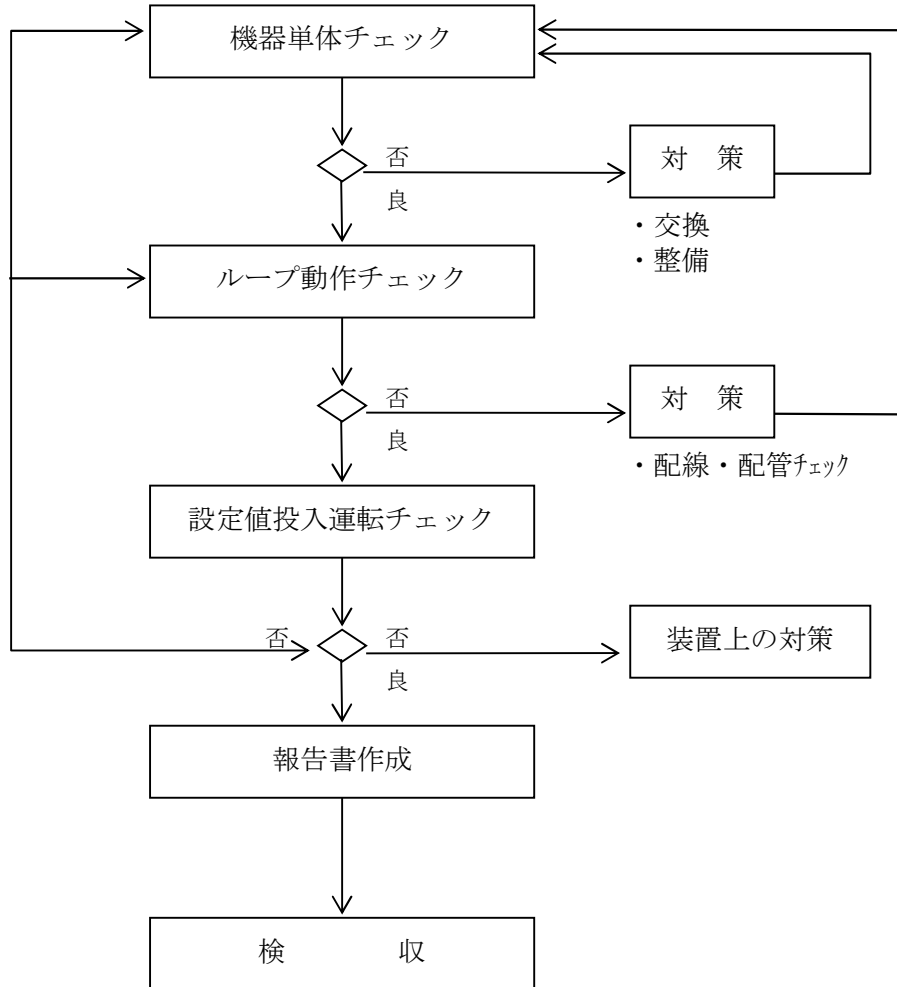 機器単体チェック
否
対　策
良
・交換
・整備
ループ動作チェック
否
対　策
良
・配線・配管ﾁｪｯｸ
設定値投入運転チェック
否
否
装置上の対策
良
報告書作成
検　　　収